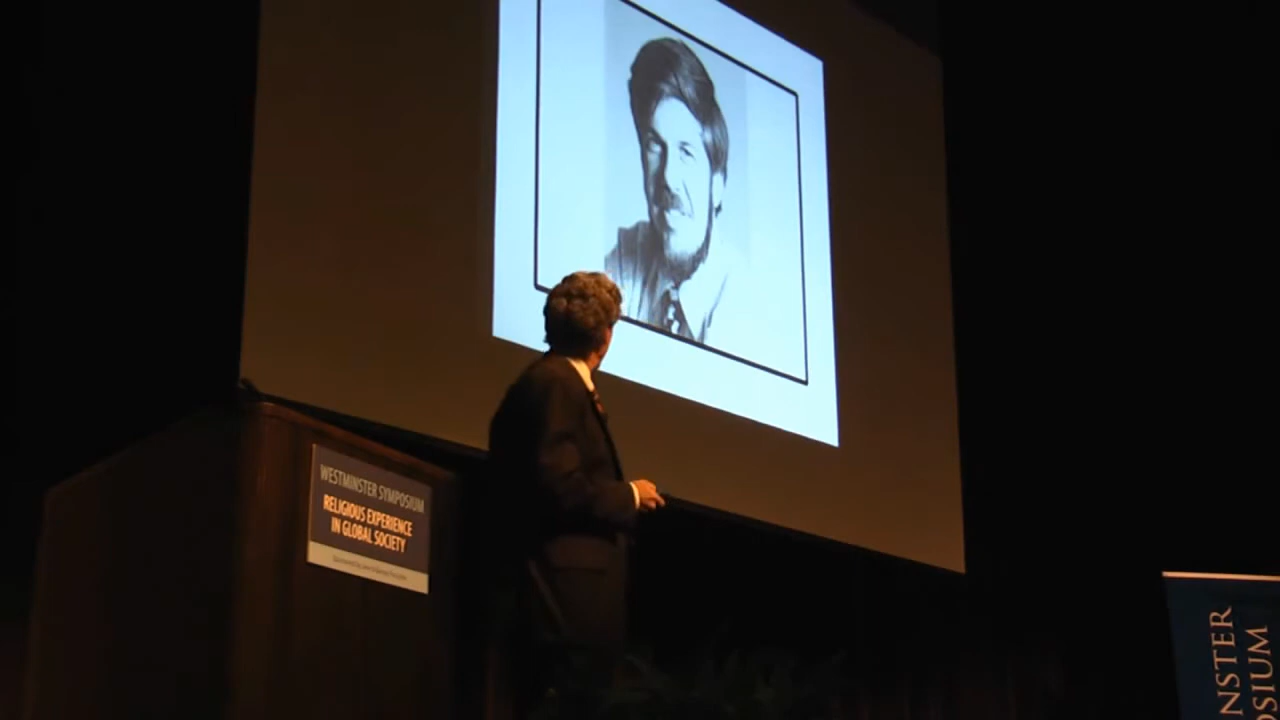 WESTMINSTER SYMPOSIUM
RELIGIOUS EXPERIENCE
IN GLOBAL SOCIETY
NSTER
OSIUM